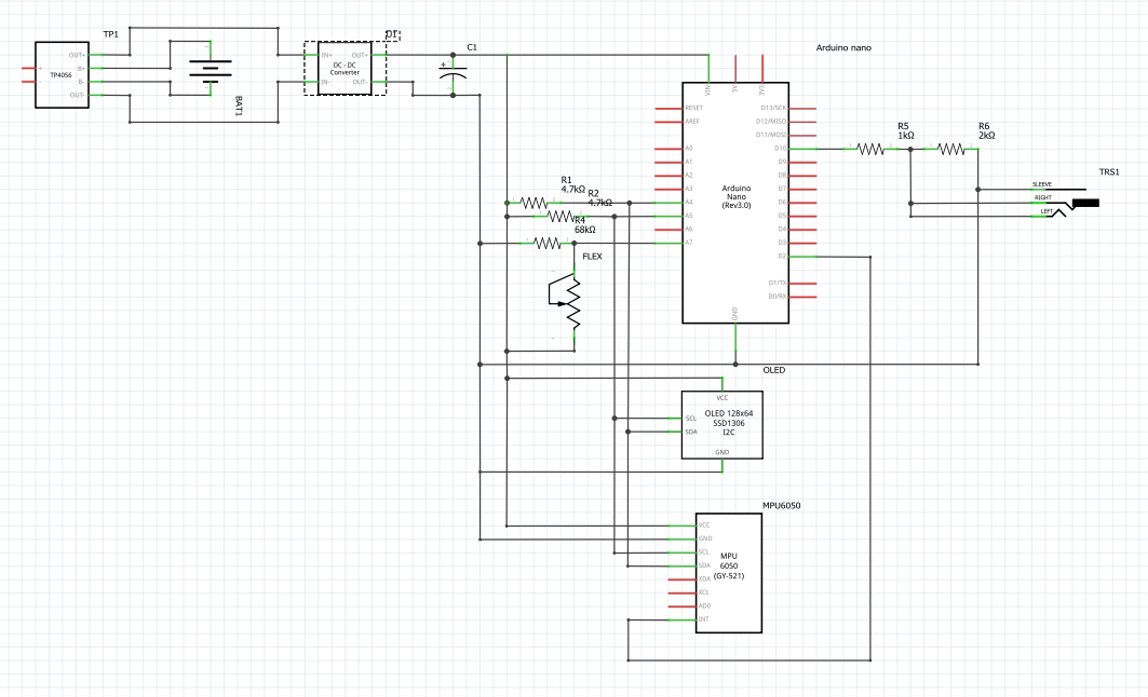 TP1
OUT+
B+
B-
OUT-
+
-
TP4056
BAT1
IN+
IN-
DC - DC
Converter
OUT+
OUT-
C1
+
Arduino nano
VIN
5V
3V3
RESET
AREF
A0
A1
A2
A3
A4
A5
A6
A7
Arduino
Nano
(Rev3.0)
D13/SCK
D12/MISO
D11/MOSI
D10
D9
D8
D7
D6
D5
D4
D3
D2
D1/TX
D0/RX
GND
R5
1kΩ
R6
2kΩ
TRS1
SLEEVE
RIGHT
LEFT
R1
4.7kΩ
R2
4.7kΩ
R4
68kΩ
FLEX
OLED
VCC
OLED 128x64
SSD1306
I2C
SCL
SDA
GND
MPU6050
VCC
GND
SCL
SDA
XDA
XCL
AD0
INT
MPU
6050
(GY-521)